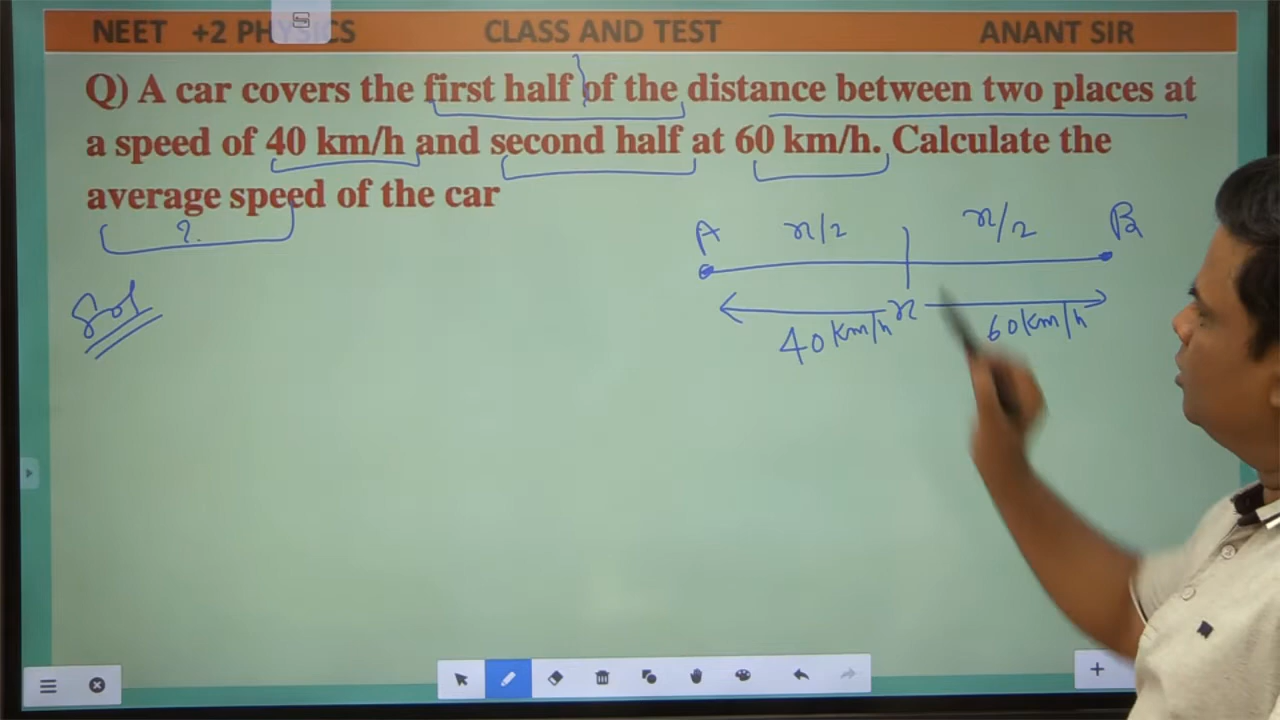 NEET +2 PHYSICS CLASS AND TEST ANANT SIR
Q) A car covers the first half of the distance between two places at
a speed of 40 km/h and second half at 60 km/h. Calculate the
average speed of the car
?
Sol
A x/2 x/2 B
x
40 km/h 60 km/h